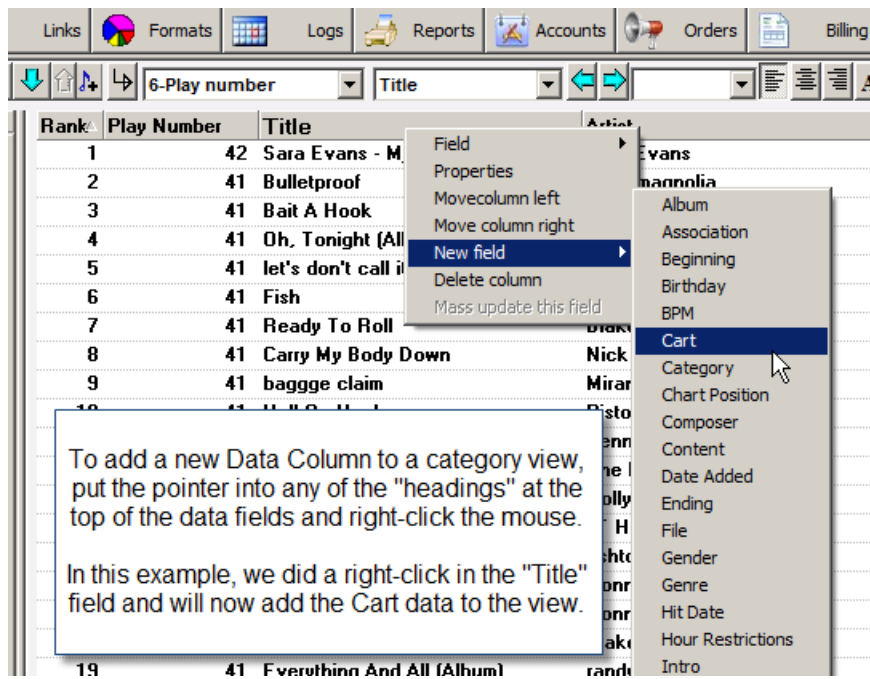 Links Formats Logs Reports Accounts Orders Billing
6-Play number Title
Rank Play Number Title Artist
1 42 Sara Evans - M Evans
2 41 Bulletproof magnolia
3 41 Bait A Hook
4 41 Oh, Tonight (All
5 41 let's don't call i
6 41 Fish
7 41 Ready To Roll Blake
8 41 Carry My Body Down Nick
9 41 baggge claim Mirar
19 41 Everything And All (Album) rand
Field
Properties
Movecolumn left
Move column right
New field
Delete column
Mass update this field
Album
Association
Beginning
Birthday
BPM
Cart
Category
Chart Position
Composer
Content
Date Added
Ending
File
Gender
Genre
Hit Date
Hour Restrictions
Intro
To add a new Data Column to a category view,
put the pointer into any of the "headings" at the
top of the data fields and right-click the mouse.
In this example, we did a right-click in the "Title"
field and will now add the Cart data to the view.